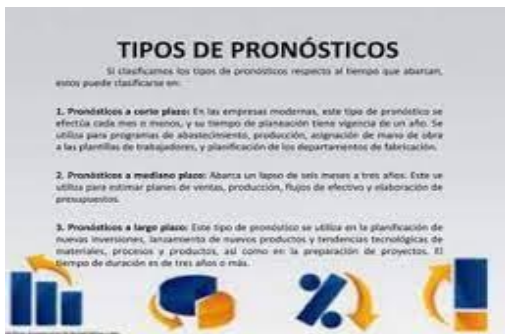 TIPOS DE PRONÓSTICOS
Si clasificamos los tipos de pronósticos respecto al tiempo que abarcan,
estos puede clasificarse en:
1. Pronósticos a corto plazo: En las empresas modernas, este tipo de pronóstico se
efectúa cada mes o menos, y su tiempo de planeación tiene vigencia de un año. Se
utiliza para programas de abastecimiento, producción, asignación de mano de obra
a las plantillas de trabajadores, y planificación de los departamentos de fabricación.
2. Pronósticos a mediano plazo: Abarca un lapso de seis meses a tres años. Este se
utiliza para estimar planes de ventas, producción, flujos de efectivo y elaboración de
presupuestos.
3. Pronósticos a largo plazo: Este tipo de pronóstico se utiliza en la planificación de
nuevas inversiones, lanzamiento de nuevos productos y tendencias tecnológicas de
materiales, procesos y productos, así como en la preparación de proyectos. El
tiempo de duración es de tres años o más.